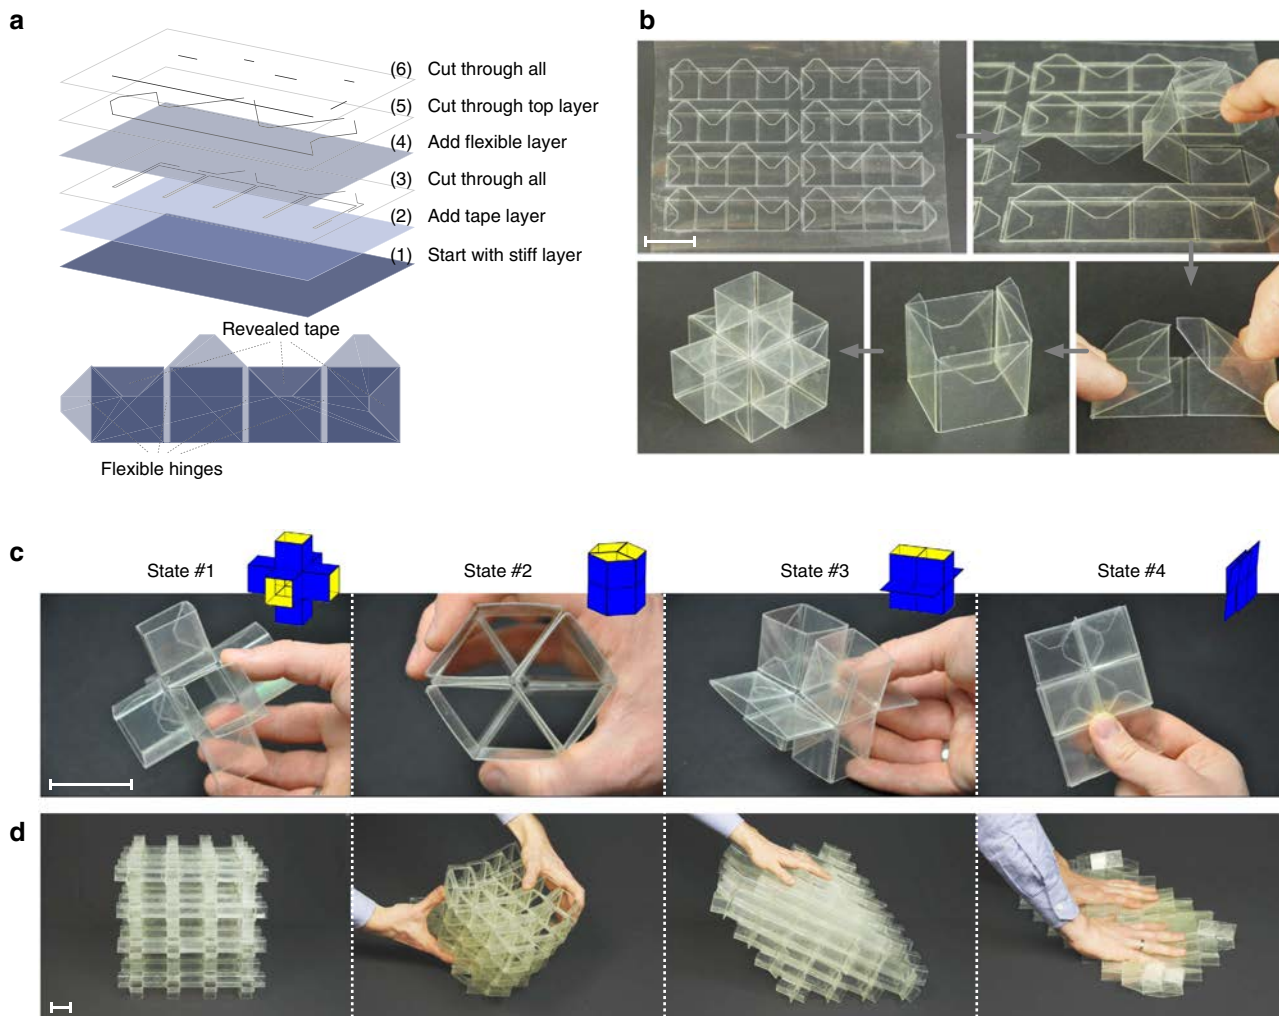 a
(6) Cut through all
(5) Cut through top layer
(4) Add flexible layer
(3) Cut through all
(2) Add tape layer
(1) Start with stiff layer
Revealed tape
Flexible hinges
b
c
State #1
State #2
State #3
State #4
d